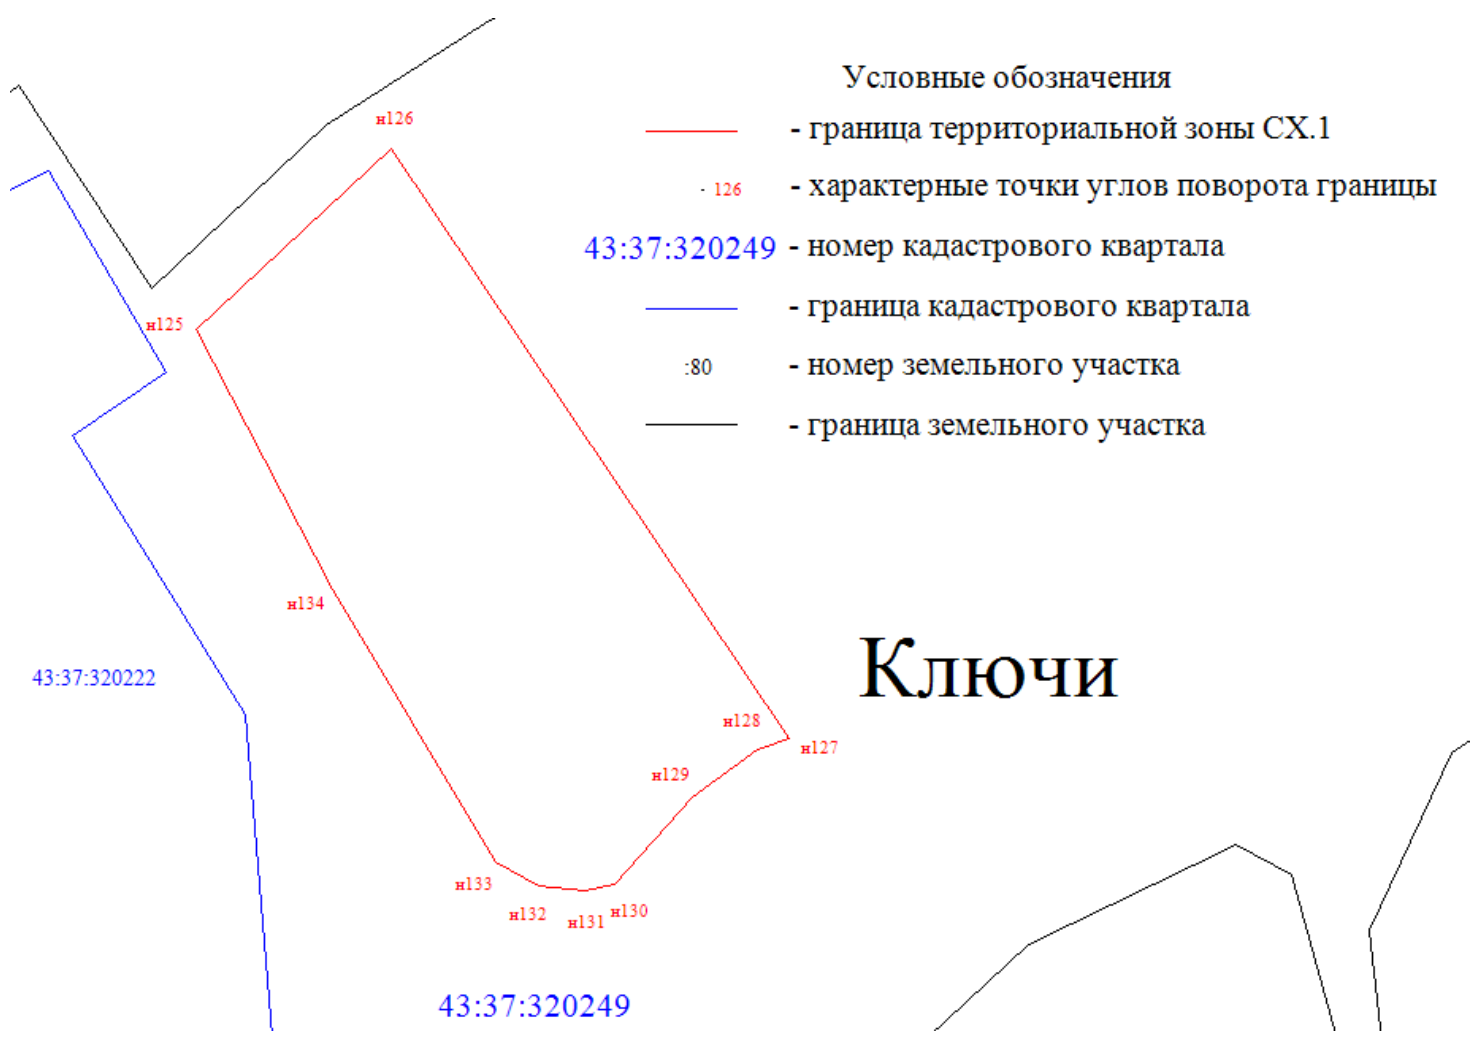 Условные обозначения
- граница территориальной зоны СХ.1
· 126 - характерные точки углов поворота границы
43:37:320249 - номер кадастрового квартала
- граница кадастрового квартала
:80 - номер земельного участка
- граница земельного участка
н126
н125
н134
43:37:320222
Ключи
н128
н127
н129
н133
н132
н131
н130
43:37:320249